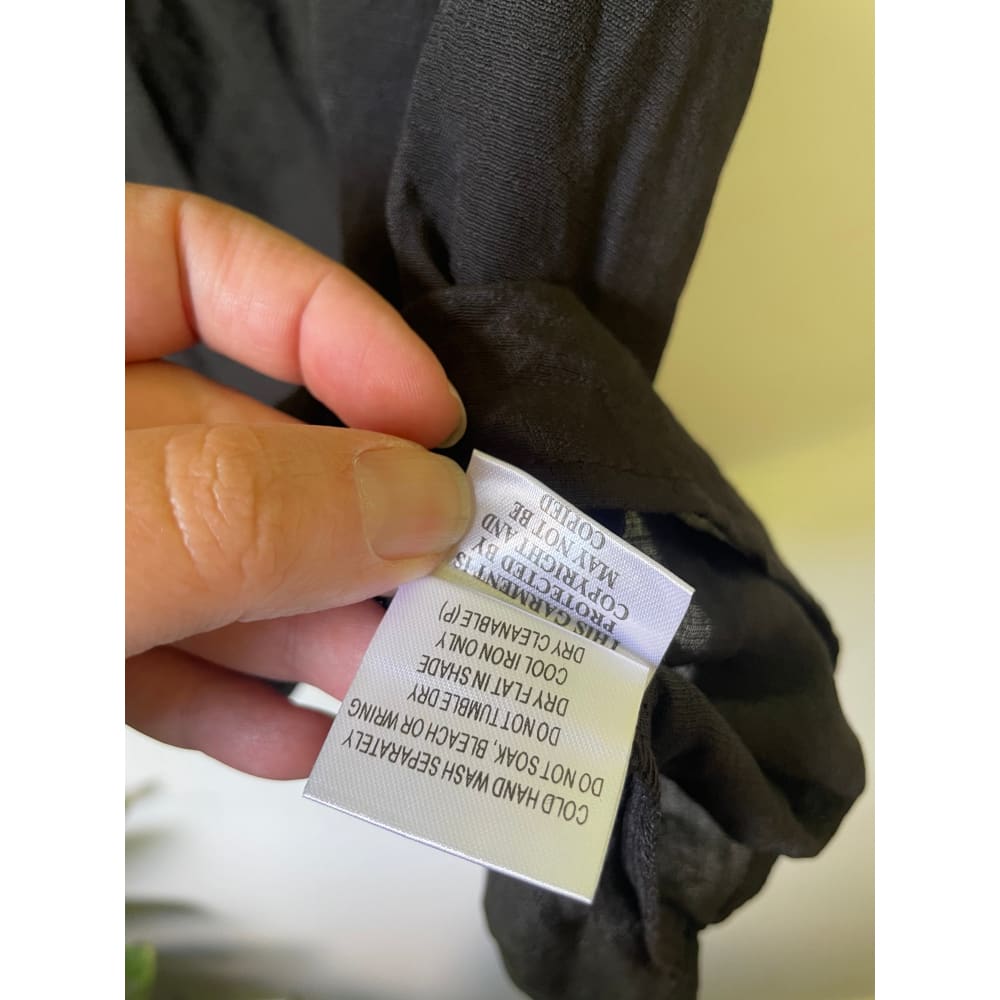 COLD HAND WASH SEPARATELY
DO NOT SOAK, BLEACH OR WRING
DO NOT TUMBLE DRY
DRY FLAT IN SHADE
COOL IRON ONLY
DRY CLEANABLE (P)
THIS GARMENT IS
PROTECTED BY
COPYRIGHT AND
MAY NOT BE
COPIED